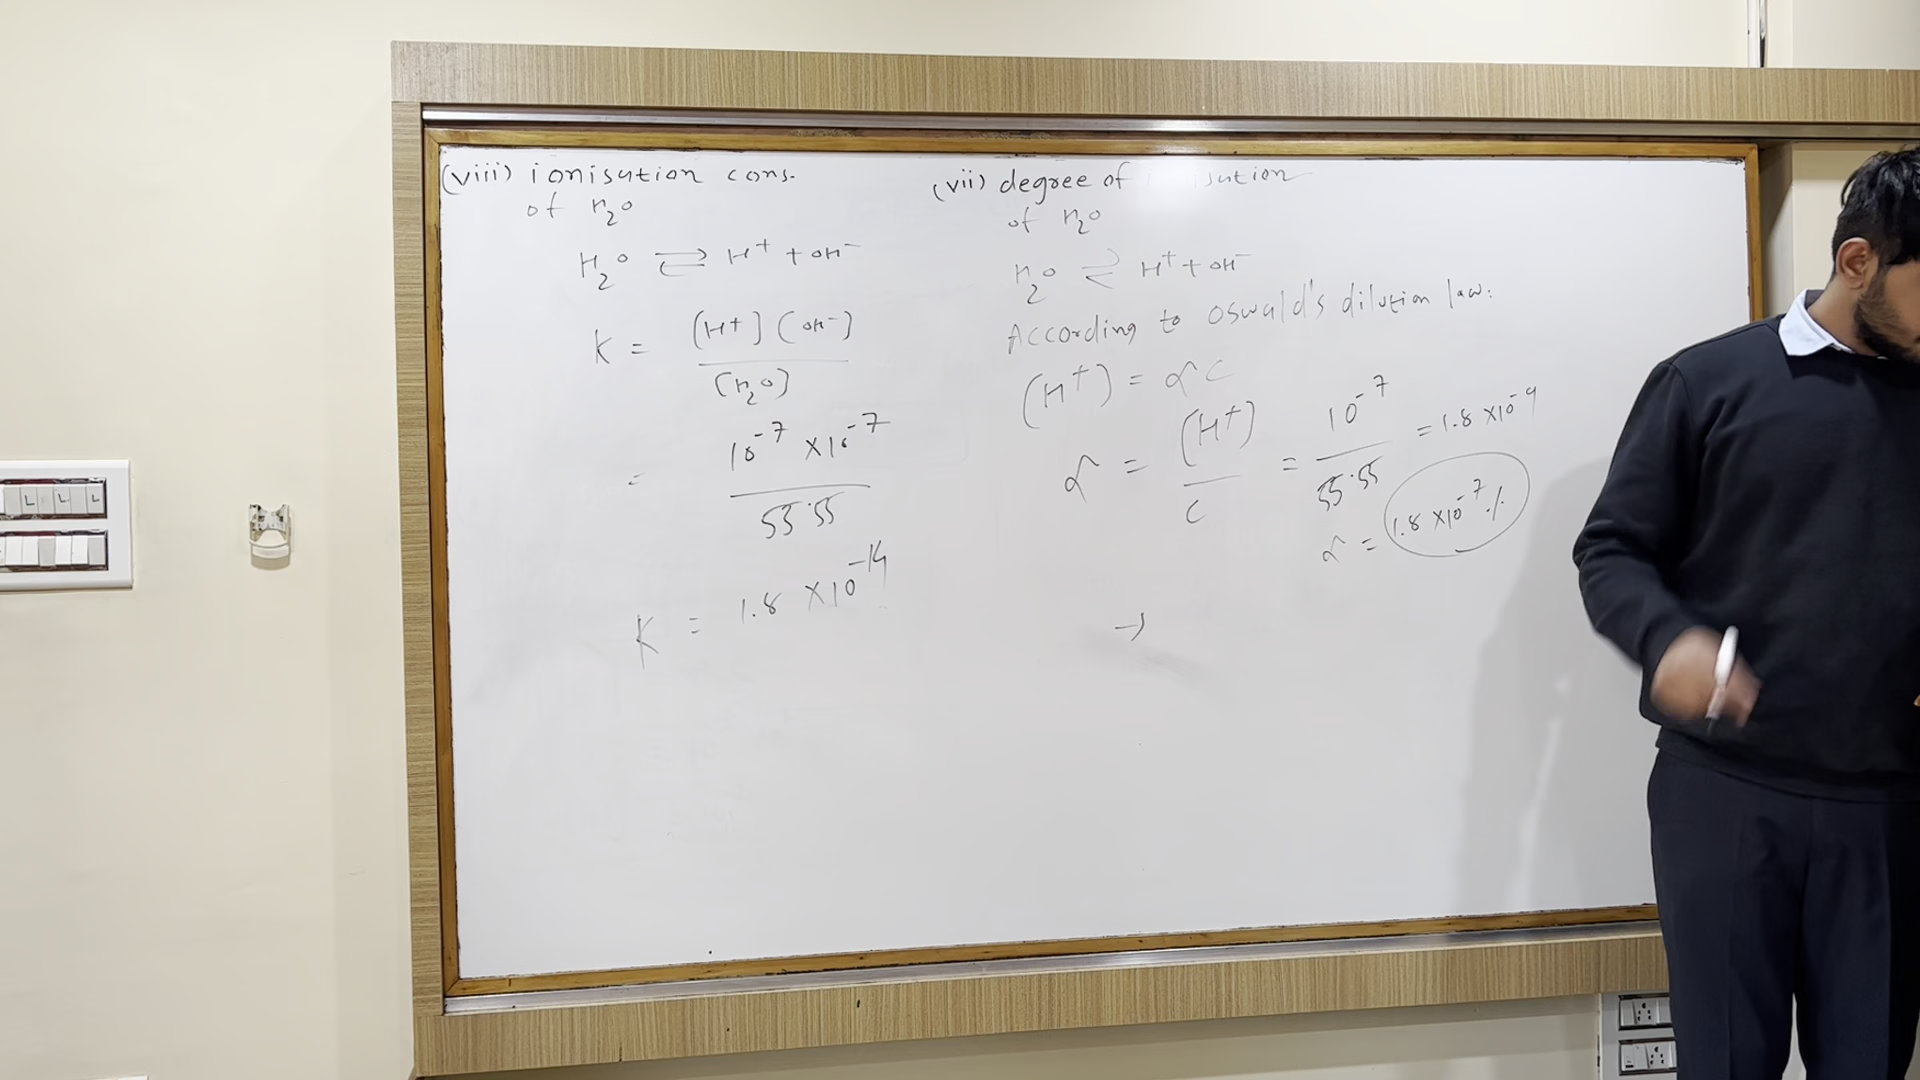 (viii) ionisation cons.
of H₂O
H₂O ⇌ H⁺ + OH⁻
K = [H⁺] [OH⁻] / [H₂O]
= 10⁻⁷ × 10⁻⁷ / 55.55
K = 1.8 × 10⁻¹⁴
(vii) degree of
of H₂O
H₂O ⇌ H⁺ + OH⁻
According to Oswald's dilution law:
[H⁺] = αC
α = [H⁺] / C = 10⁻⁷ / 55.55 = 1.8 × 10⁻⁹
α = 1.8 × 10⁻⁷ %
→